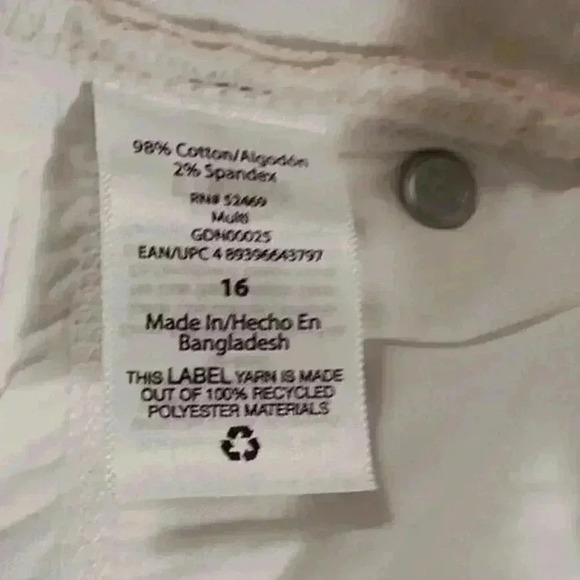 98% Cotton/Algodón
2% Spandex
RN# 52469
Multi
GDN00025
EAN/UPC 4 89396643797
16
Made In/Hecho En
Bangladesh
THIS LABEL YARN IS MADE
OUT OF 100% RECYCLED
POLYESTER MATERIALS